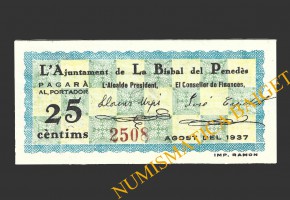 L'Ajuntament de La Bisbal del Penedès
PAGARÀ
AL PORTADOR
L'Alcalde President,
El Conseller de Finances,
25
cèntims
2508
AGOST DEL 1937
IMP. RAMON